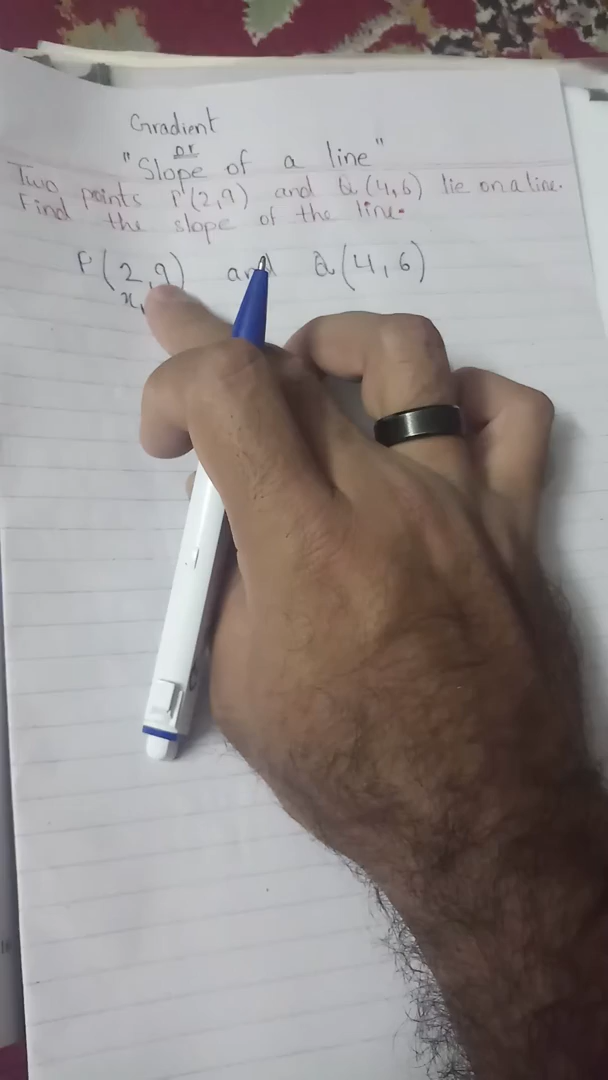 Gradient
or
"Slope of a line"
Two points P(2,9) and Q(4,6) lie on a line.
Find the slope of the line.
P(2,9) and Q(4,6)
x,